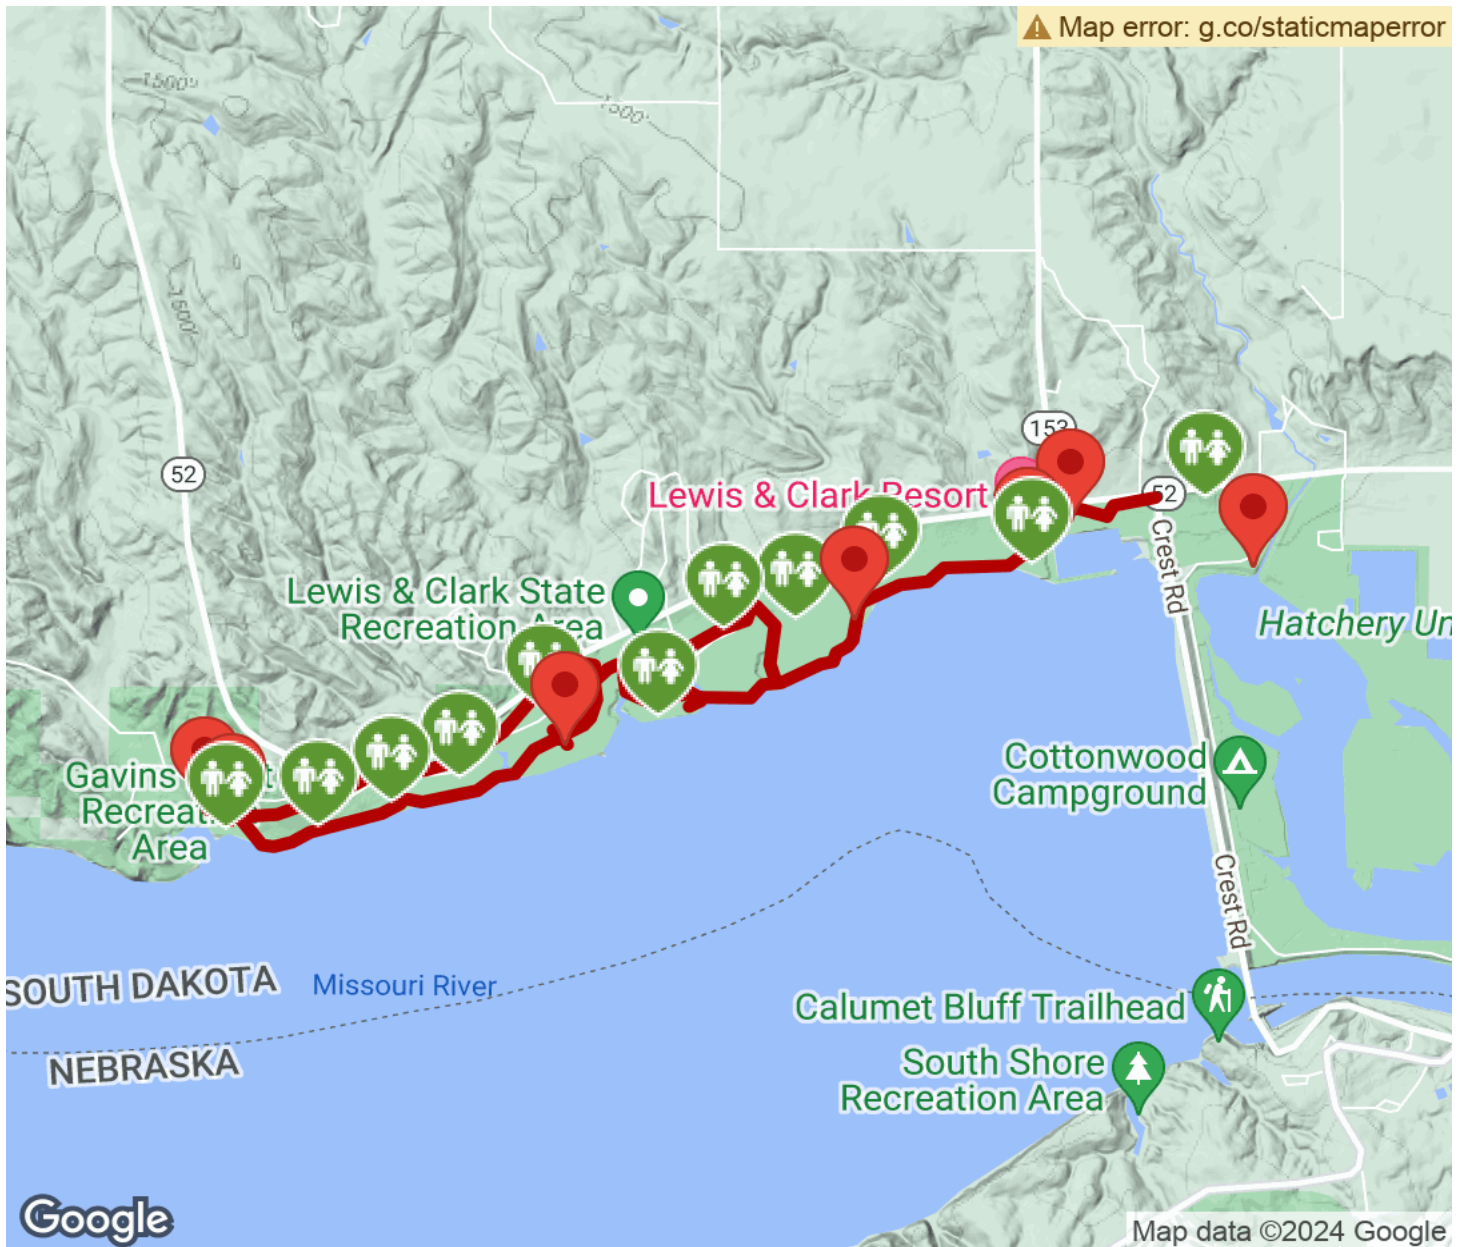 Map error: g.co/staticmaperror
1500'
1500'
1500'
52
153
Lewis & Clark Resort
52
Crest Rd
Lewis & Clark State
Recreation Area
Hatchery Un
Gavins
Recreat
Area
Cottonwood
Campground
Crest Rd
SOUTH DAKOTA
Missouri River
NEBRASKA
Calumet Bluff Trailhead
South Shore
Recreation Area
Google
Map data ©2024 Google